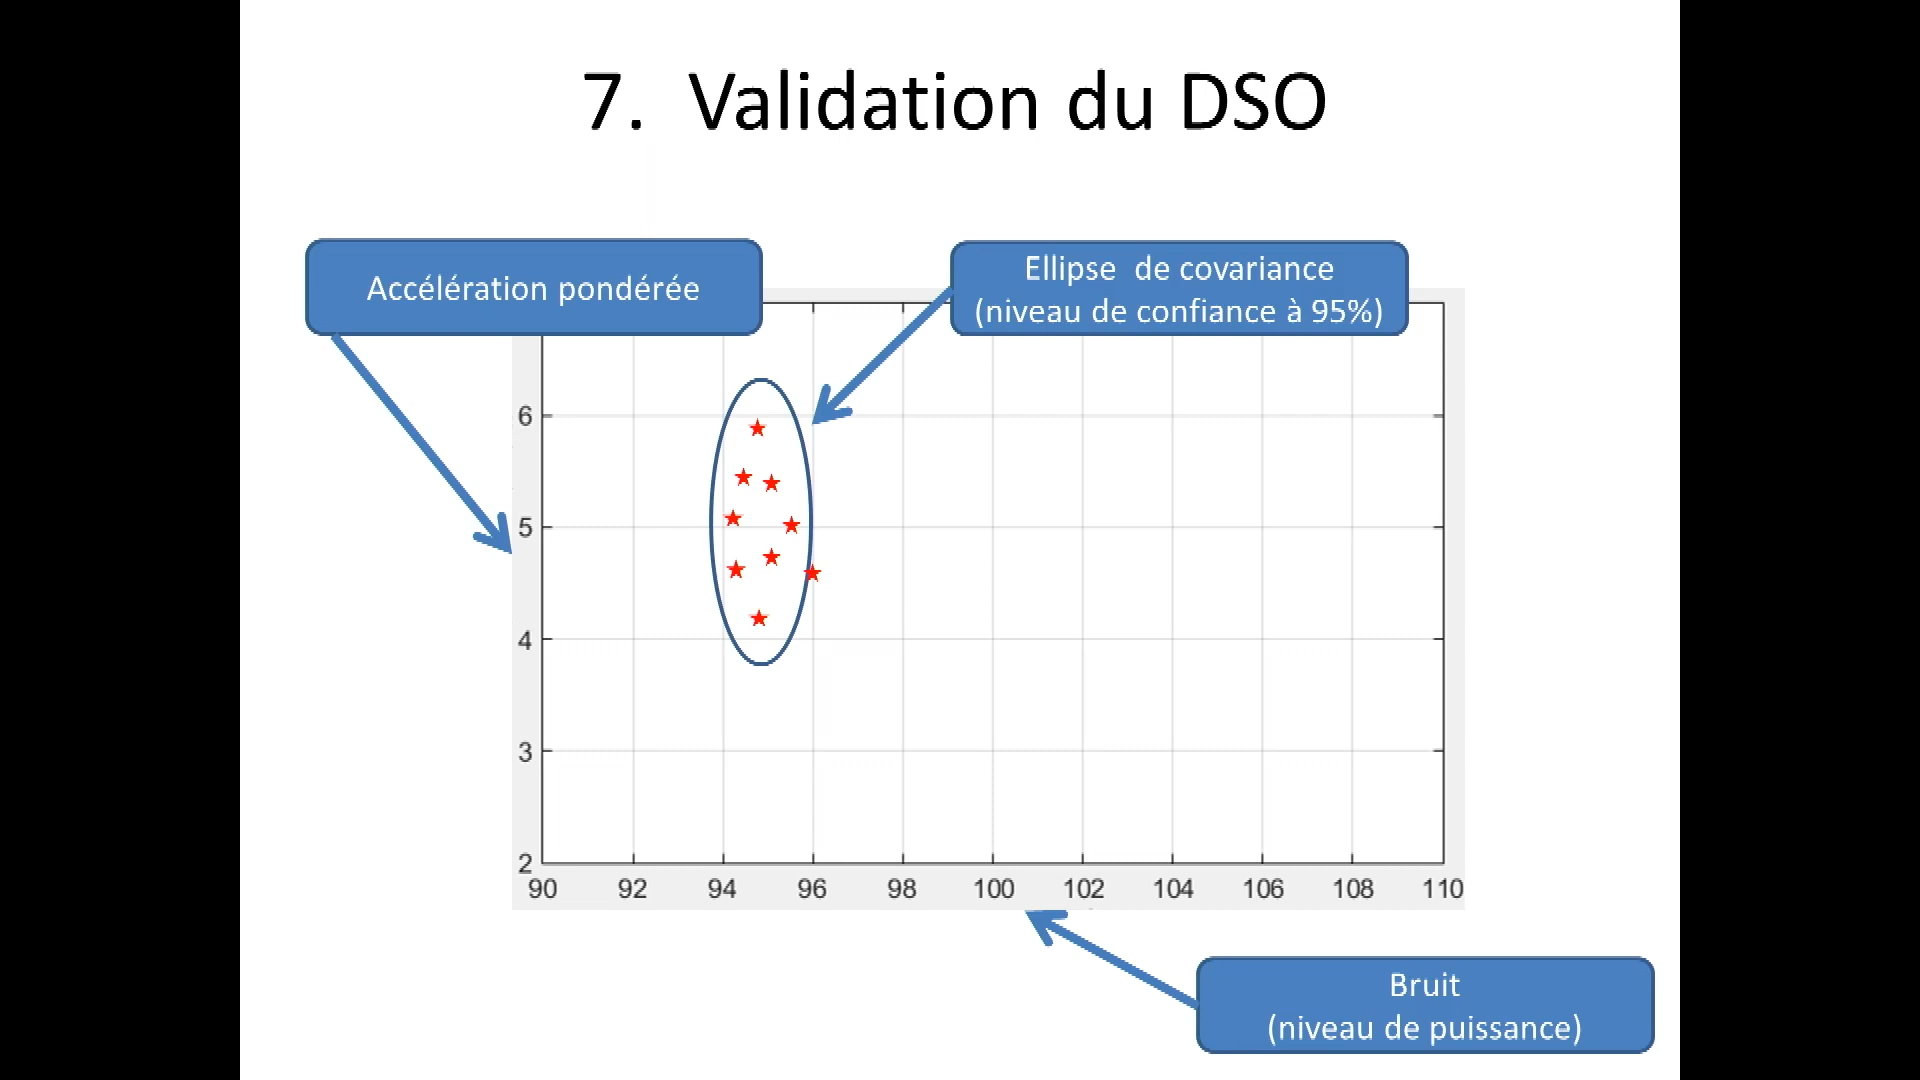 7. Validation du DSO
Accélération pondérée
Ellipse de covariance
(niveau de confiance à 95%)
6
5
4
3
2
90 92 94 96 98 100 102 104 106 108 110
Bruit
(niveau de puissance)